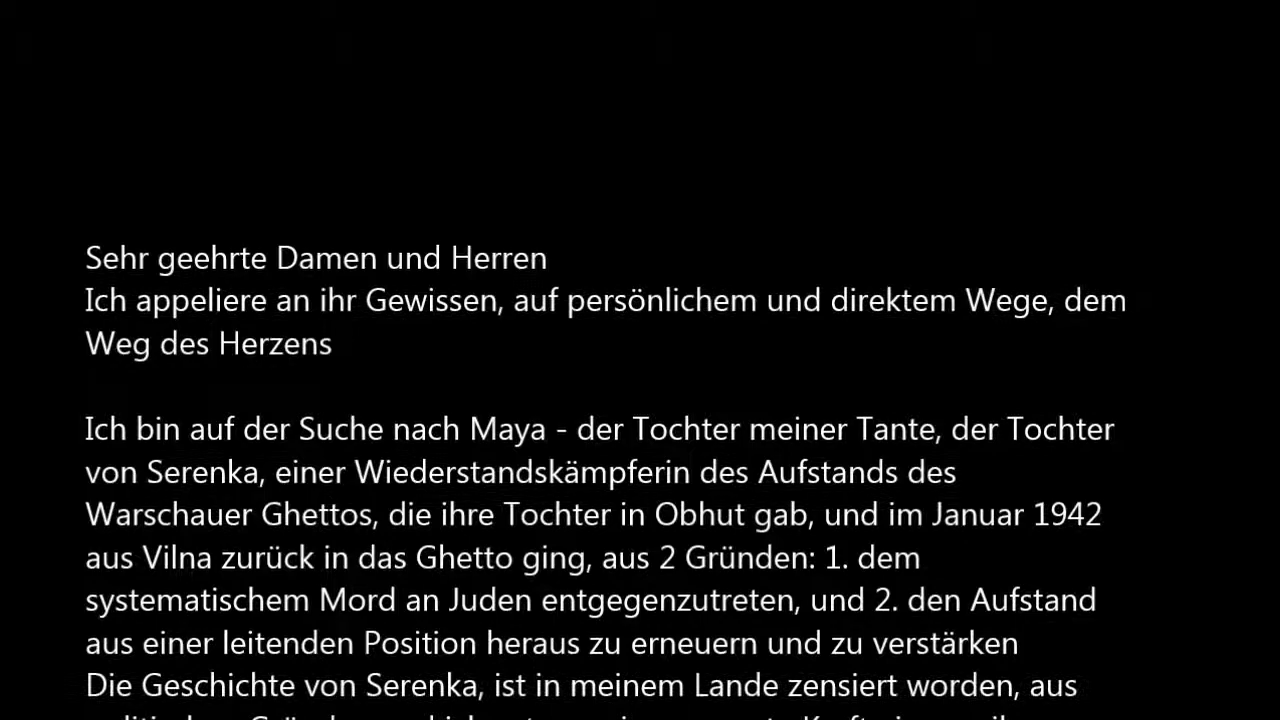 Sehr geehrte Damen und Herren
Ich appeliere an ihr Gewissen, auf persönlichem und direktem Wege, dem
Weg des Herzens
Ich bin auf der Suche nach Maya - der Tochter meiner Tante, der Tochter
von Serenka, einer Wiederstandskämpferin des Aufstands des
Warschauer Ghettos, die ihre Tochter in Obhut gab, und im Januar 1942
aus Vilna zurück in das Ghetto ging, aus 2 Gründen: 1. dem
systematischem Mord an Juden entgegenzutreten, und 2. den Aufstand
aus einer leitenden Position heraus zu erneuern und zu verstärken
Die Geschichte von Serenka, ist in meinem Lande zensiert worden, aus